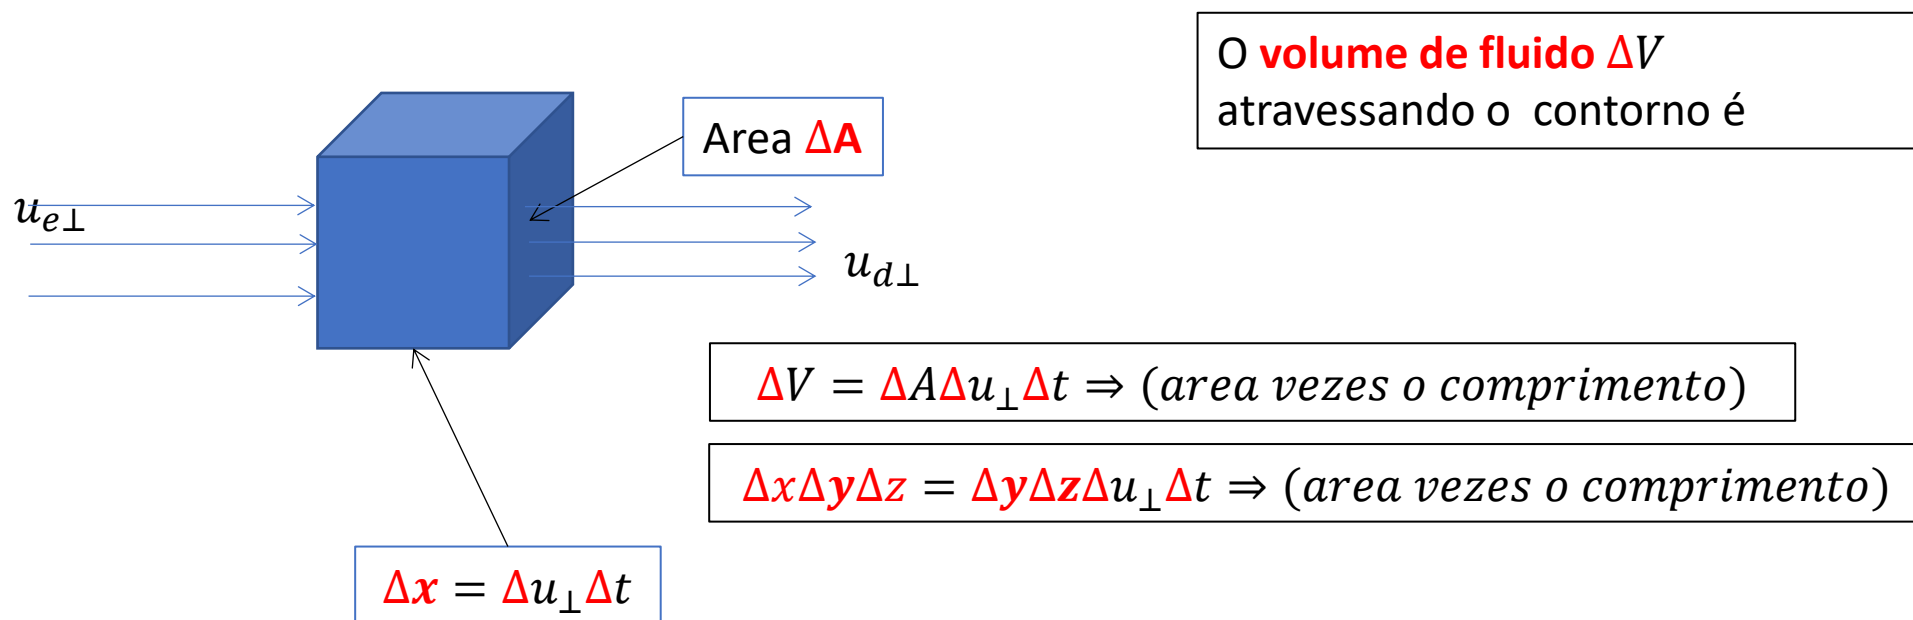 O volume de fluido ΔV
atravessando o contorno é
Area ΔA
u_{e⊥}
u_{d⊥}
ΔV = ΔAΔu_⊥Δt ⇒ (area vezes o comprimento)
ΔxΔyΔz = ΔyΔzΔu_⊥Δt ⇒ (area vezes o comprimento)
Δx = Δu_⊥Δt